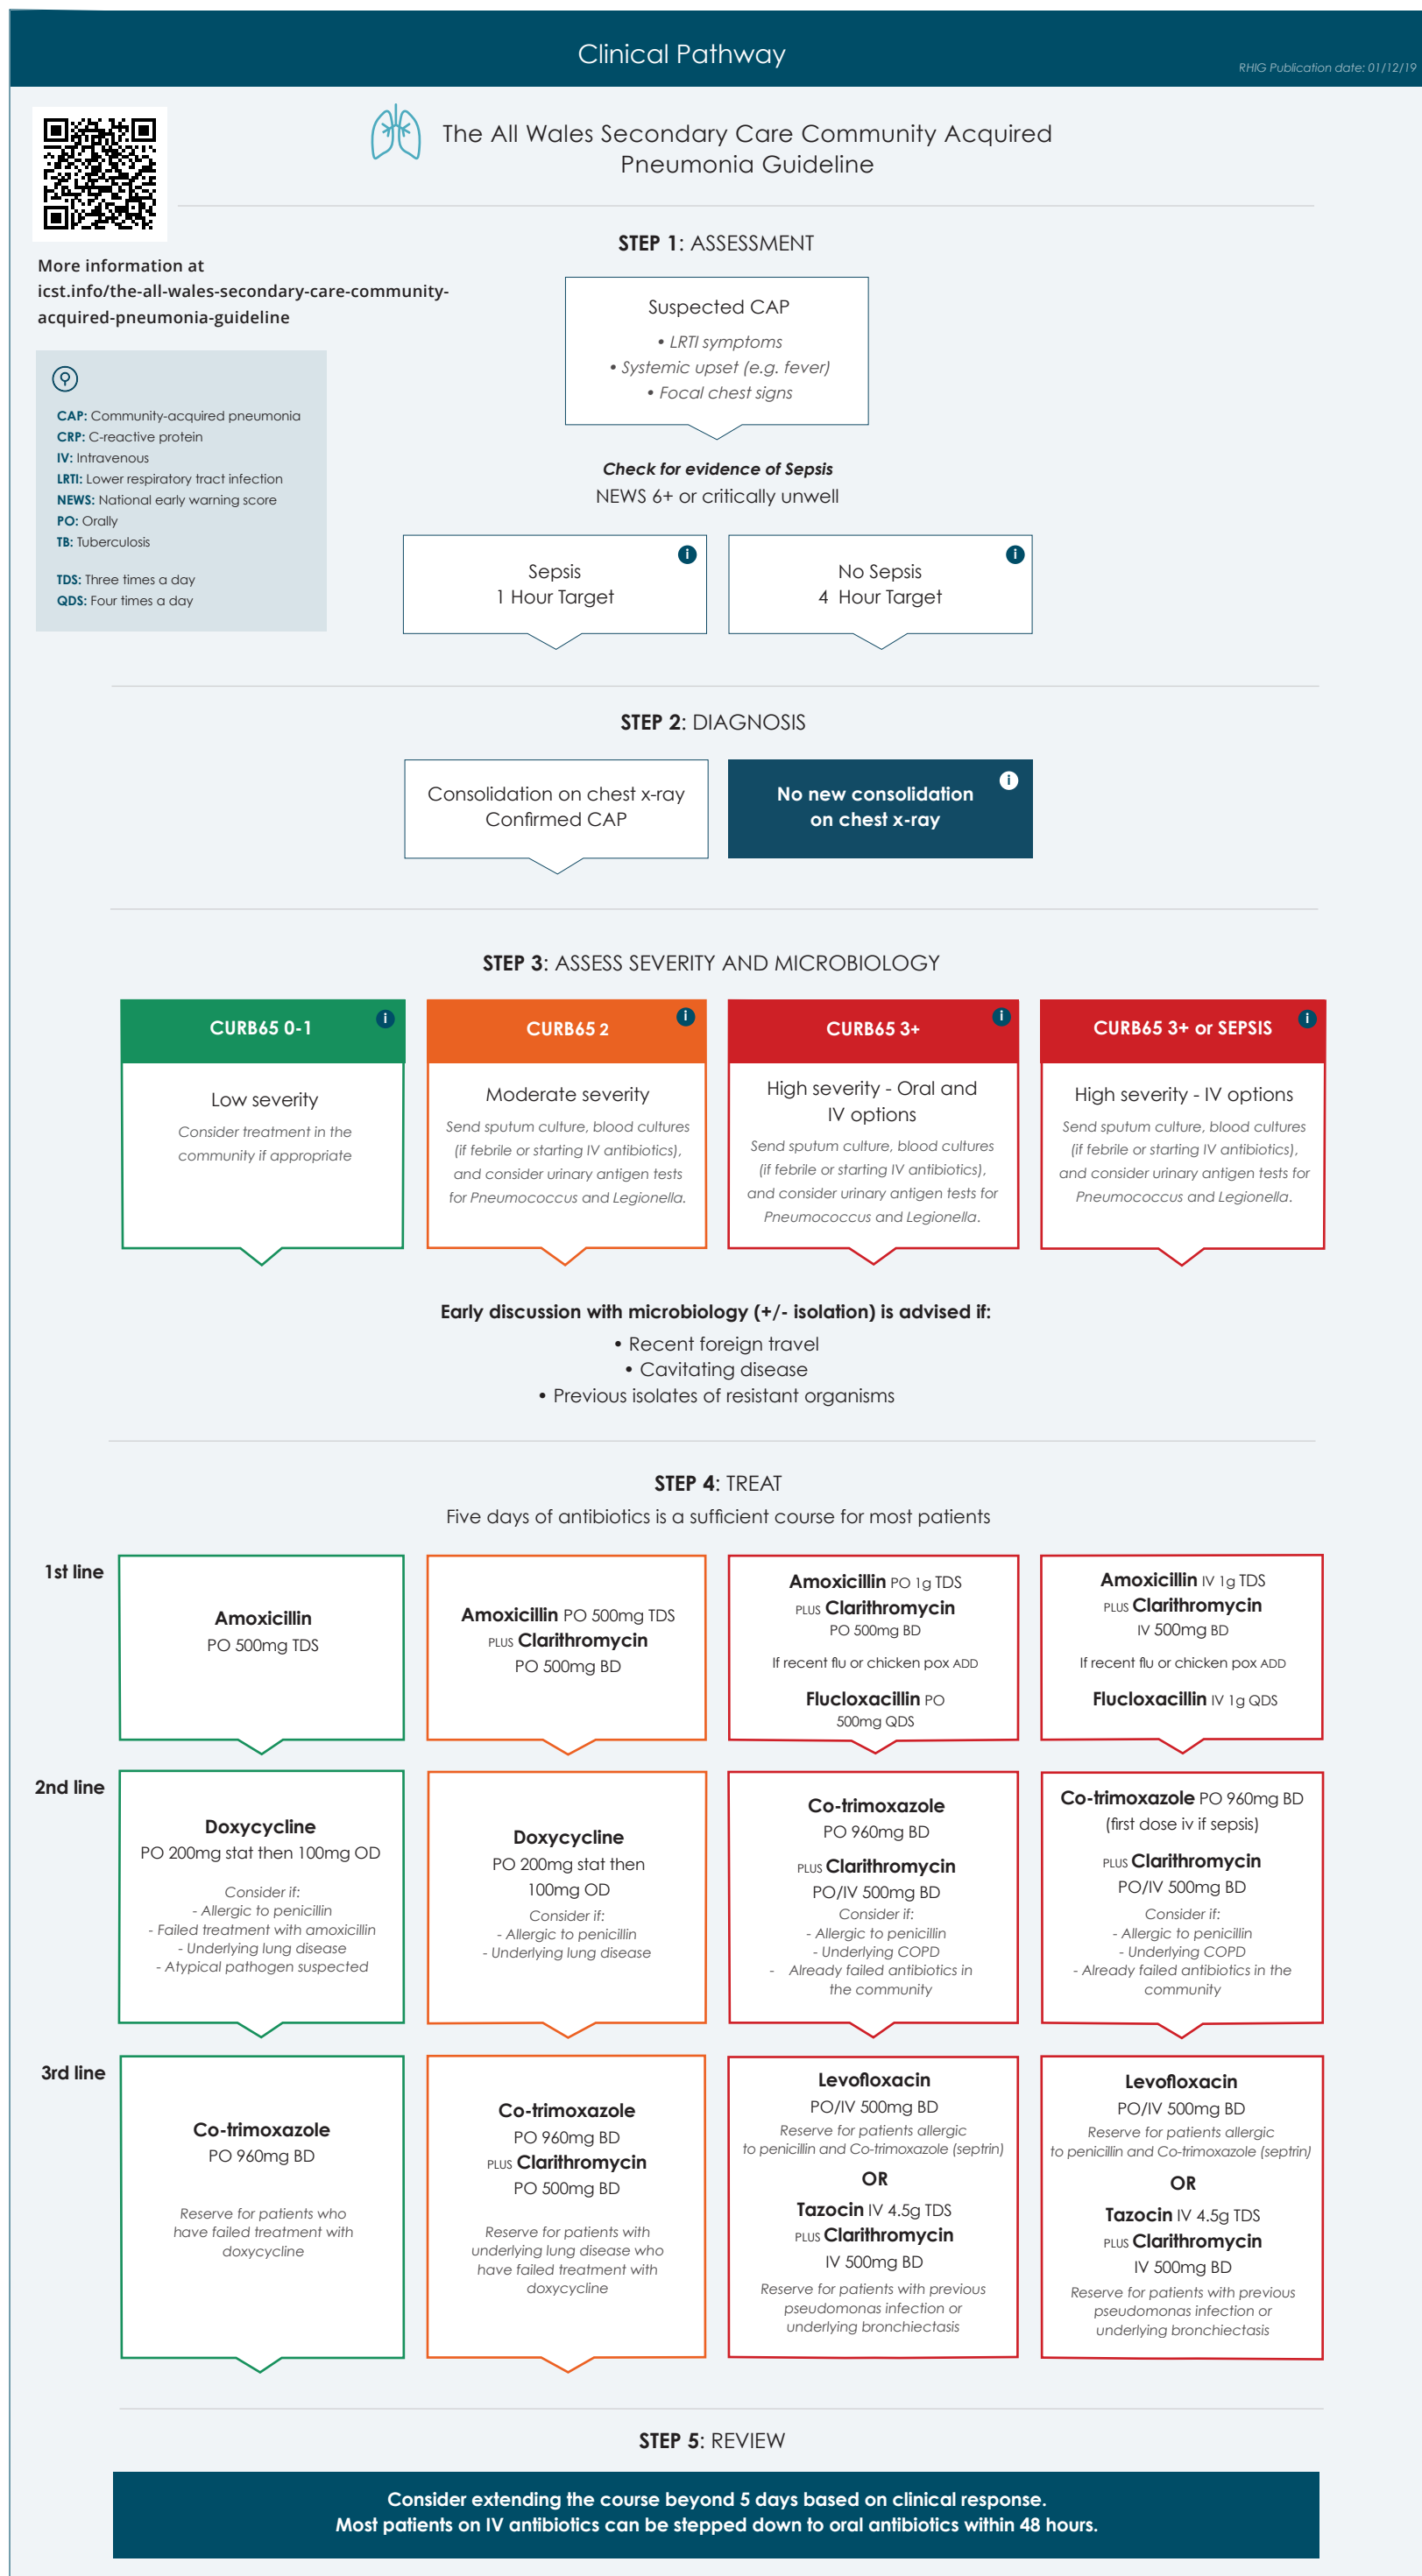 Clinical Pathway
RHIG Publication date: 01/12/19
The All Wales Secondary Care Community Acquired
Pneumonia Guideline
More information at
icst.info/the-all-wales-secondary-care-community-
acquired-pneumonia-guideline
CAP: Community-acquired pneumonia
CRP: C-reactive protein
IV: Intravenous
LRTI: Lower respiratory tract infection
NEWS: National early warning score
PO: Orally
TB: Tuberculosis
TDS: Three times a day
QDS: Four times a day
STEP 1: ASSESSMENT
Suspected CAP
• LRTI symptoms
• Systemic upset (e.g. fever)
• Focal chest signs
Check for evidence of Sepsis
NEWS 6+ or critically unwell
i
Sepsis
1 Hour Target
i
No Sepsis
4 Hour Target
STEP 2: DIAGNOSIS
Consolidation on chest x-ray
Confirmed CAP
i
No new consolidation
on chest x-ray
STEP 3: ASSESS SEVERITY AND MICROBIOLOGY
CURB65 0-1
i
Low severity
Consider treatment in the
community if appropriate
CURB65 2
i
Moderate severity
Send sputum culture, blood cultures
(if febrile or starting IV antibiotics),
and consider urinary antigen tests
for Pneumococcus and Legionella.
CURB65 3+
i
High severity - Oral and
IV options
Send sputum culture, blood cultures
(if febrile or starting IV antibiotics),
and consider urinary antigen tests for
Pneumococcus and Legionella.
CURB65 3+ or SEPSIS
i
High severity - IV options
Send sputum culture, blood cultures
(if febrile or starting IV antibiotics),
and consider urinary antigen tests for
Pneumococcus and Legionella.
Early discussion with microbiology (+/- isolation) is advised if:
• Recent foreign travel
• Cavitating disease
• Previous isolates of resistant organisms
STEP 4: TREAT
Five days of antibiotics is a sufficient course for most patients
1st line
Amoxicillin
PO 500mg TDS
Amoxicillin PO 500mg TDS
PLUS Clarithromycin
PO 500mg BD
Amoxicillin PO 1g TDS
PLUS Clarithromycin
PO 500mg BD
If recent flu or chicken pox ADD
Flucloxacillin PO
500mg QDS
Amoxicillin IV 1g TDS
PLUS Clarithromycin
IV 500mg BD
If recent flu or chicken pox ADD
Flucloxacillin IV 1g QDS
2nd line
Doxycycline
PO 200mg stat then 100mg OD
Consider if:
- Allergic to penicillin
- Failed treatment with amoxicillin
- Underlying lung disease
- Atypical pathogen suspected
Doxycycline
PO 200mg stat then
100mg OD
Consider if:
- Allergic to penicillin
- Underlying lung disease
Co-trimoxazole
PO 960mg BD
PLUS Clarithromycin
PO/IV 500mg BD
Consider if:
- Allergic to penicillin
- Underlying COPD
- Already failed antibiotics in
the community
Co-trimoxazole PO 960mg BD
(first dose iv if sepsis)
PLUS Clarithromycin
PO/IV 500mg BD
Consider if:
- Allergic to penicillin
- Underlying COPD
- Already failed antibiotics in the
community
3rd line
Co-trimoxazole
PO 960mg BD
Reserve for patients who
have failed treatment with
doxycycline
Co-trimoxazole
PO 960mg BD
PLUS Clarithromycin
PO 500mg BD
Reserve for patients with
underlying lung disease who
have failed treatment with
doxycycline
Levofloxacin
PO/IV 500mg BD
Reserve for patients allergic
to penicillin and Co-trimoxazole (septrin)
OR
Tazocin IV 4.5g TDS
PLUS Clarithromycin
IV 500mg BD
Reserve for patients with previous
pseudomonas infection or
underlying bronchiectasis
Levofloxacin
PO/IV 500mg BD
Reserve for patients allergic
to penicillin and Co-trimoxazole (septrin)
OR
Tazocin IV 4.5g TDS
PLUS Clarithromycin
IV 500mg BD
Reserve for patients with previous
pseudomonas infection or
underlying bronchiectasis
STEP 5: REVIEW
Consider extending the course beyond 5 days based on clinical response.
Most patients on IV antibiotics can be stepped down to oral antibiotics within 48 hours.